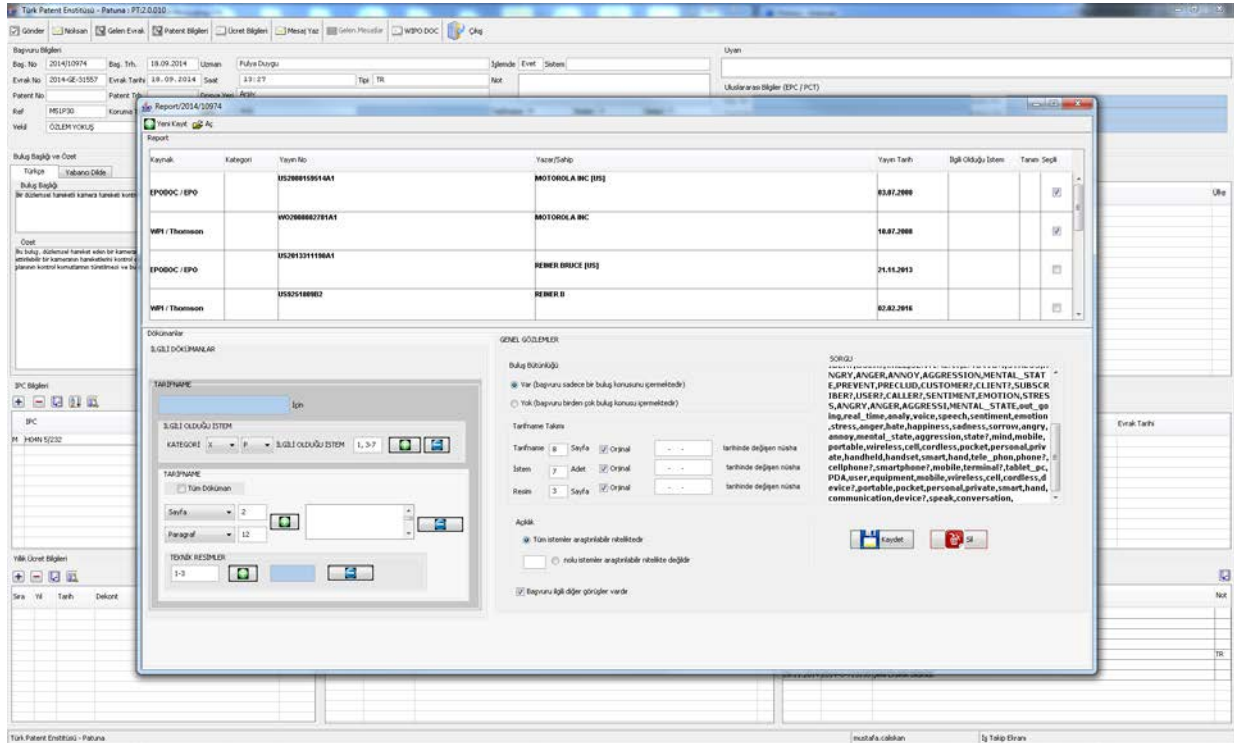 Türk Patent Enstitüsü - Patuna : PT:2.0.010
Gönder Noksan Gelen Evrak Patent Bilgileri Ücret Bilgileri Mesaj Yaz Gelen Mesajlar WIPO DOC Çıkış
Başvuru Bilgileri
Uyarı
Baş. No 2014/10974 Baş. Trh. 18.09.2014 Uzman Fulya Duygu İşlemde Evet Sistem
Evrak No 2014-GE-31557 Evrak Tarihi 18.09.2014 Saat 13:27 Tipi TR Not
Uluslararası Bilgiler (EPC / PCT)
Patent No Patent Trh.
Ref MSLP30 Koruma
Vekil ÖZLEM YOKUŞ
Buluş Başlığı ve Özet
Türkçe Yabancı Dilde
Buluş Başlığı
Özet
IPC Bilgileri
IPC
M H04N 5/232
Yıllık Ücret Bilgileri
Sıra Yıl Tarih Dekont
Ülke
Evrak Tarihi
Not
TR
Report/2014/10974
Yeni Kayıt Aç
Report
Kaynak Kategori Yayın No Yazar/Sahip Yayın Tarih İlgili Olduğu İstem Tanım Seçili
EPODOC / EPO US2008159514A1 MOTOROLA INC [US] 03.07.2008
WPI / Thomson WO2008082781A1 MOTOROLA INC 10.07.2008
EPODOC / EPO US2013311190A1 REINER BRUCE [US] 21.11.2013
WPI / Thomson US9251809B2 REINER B 02.02.2016
Dökümanlar
İLGİLİ DÖKÜMANLAR
TARİFNAME
İçin
İLGİLİ OLDUĞU İSTEM
KATEGORİ X P İLGİLİ OLDUĞU İSTEM 1, 3-7
TARİFNAME
Tüm Döküman
Sayfa 2
Paragraf 12
TEKNİK RESİMLER
1-3
GENEL GÖZLEMLER
Buluş Bütünlüğü
Var (başvuru sadece bir buluş konusunu içermektedir)
Yok (başvuru birden çok buluş konusu içermektedir)
Tarifname Takımı
Tarifname 8 Sayfa Orjinal . . tarihinde değişen nüsha
İstem 7 Adet Orjinal . . tarihinde değişen nüsha
Resim 3 Sayfa Orjinal . . tarihinde değişen nüsha
Açıklık
Tüm istemler araştırılabilir niteliktedir
nolu istemler araştırılabilir nitelikte değildir
Başvuru ilgili diğer görüşler vardır
SORGU
NGRY,ANGER,ANNOY,AGGRESSION,MENTAL_STAT
E,PREVENT,PRECLUD,CUSTOMER?,CLIENT?,SUBSCR
IBER?,USER?,CALLER?,SENTIMENT,EMOTION,STRES
S,ANGRY,ANGER,AGGRESSI,MENTAL_STATE,out_go
ing,real_time,analy,voice,speech,sentiment,emotion
,stress,anger,hate,happiness,sadness,sorrow,angry,
annoy,mental_state,aggression,state?,mind,mobile,
portable,wireless,cell,cordless,pocket,personal,priv
ate,handheld,handset,smart,hand,tele_phon,phone?,
cellphone?,smartphone?,mobile,terminal?,tablet_pc,
PDA,user,equipment,mobile,wireless,cell,cordless,d
evice?,portable,pocket,personal,private,smart,hand,
communication,device?,speak,conversation,
Kaydet Sil
Türk Patent Enstitüsü - Patuna mustafa.caliskan İş Takip Ekranı